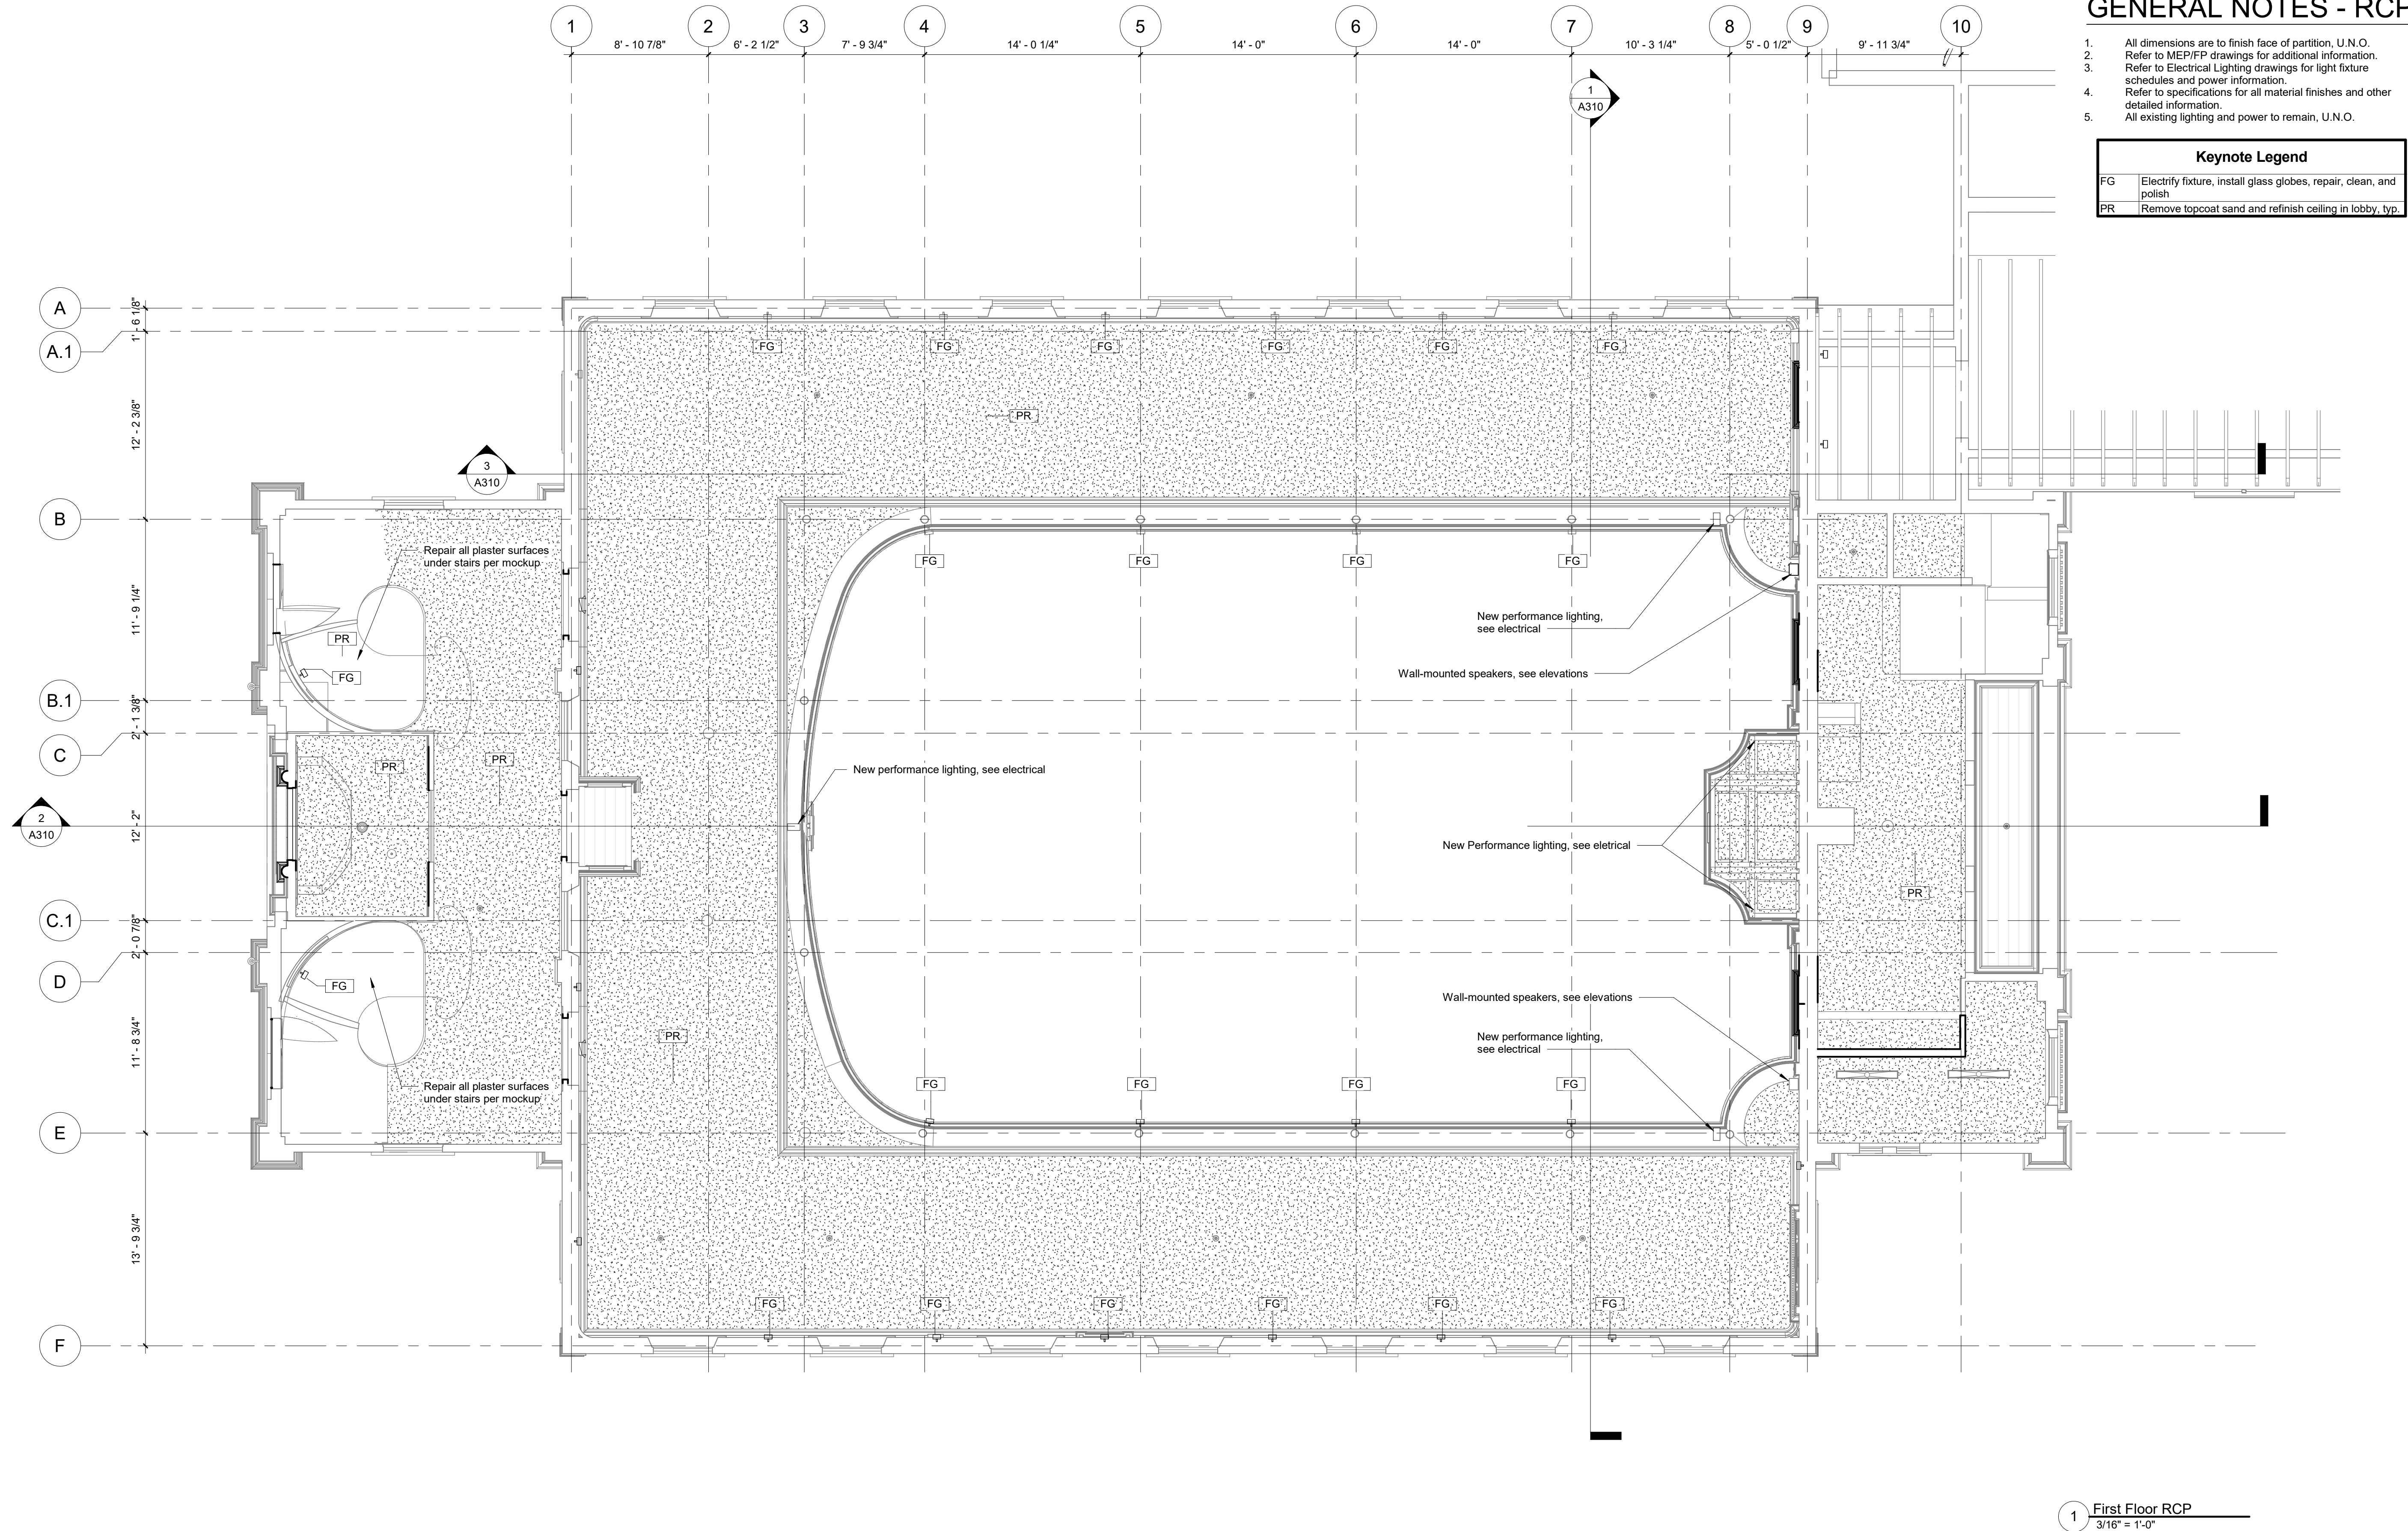 1
2
3
4
5
6
7
8
9
10
8' - 10 7/8"
6' - 2 1/2"
7' - 9 3/4"
14' - 0 1/4"
14' - 0"
14' - 0"
10' - 3 1/4"
5' - 0 1/2"
9' - 11 3/4"
GENERAL NOTES - RCP
1. All dimensions are to finish face of partition, U.N.O.
2. Refer to MEP/FP drawings for additional information.
3. Refer to Electrical Lighting drawings for light fixture
schedules and power information.
4. Refer to specifications for all material finishes and other
detailed information.
5. All existing lighting and power to remain, U.N.O.
Keynote Legend
FG Electrify fixture, install glass globes, repair, clean, and
polish
PR Remove topcoat sand and refinish ceiling in lobby, typ.
1
A310
A
1' - 6 1/8"
A.1
FG
FG
FG
FG
FG
FG
12' - 2 3/8"
PR
3
A310
B
Repair all plaster surfaces
under stairs per mockup
FG
FG
FG
FG
11' - 9 1/4"
New performance lighting,
see electrical
PR
FG
Wall-mounted speakers, see elevations
B.1
2' - 1 3/8"
C
PR
PR
New performance lighting, see electrical
2
A310
12' - 2"
New Performance lighting, see eletrical
PR
C.1
2' - 0 7/8"
D
FG
Wall-mounted speakers, see elevations
11' - 8 3/4"
PR
New performance lighting,
see electrical
Repair all plaster surfaces
under stairs per mockup
FG
FG
FG
FG
E
13' - 9 3/4"
FG
FG
FG
FG
FG
FG
F
1
First Floor RCP
3/16" = 1'-0"